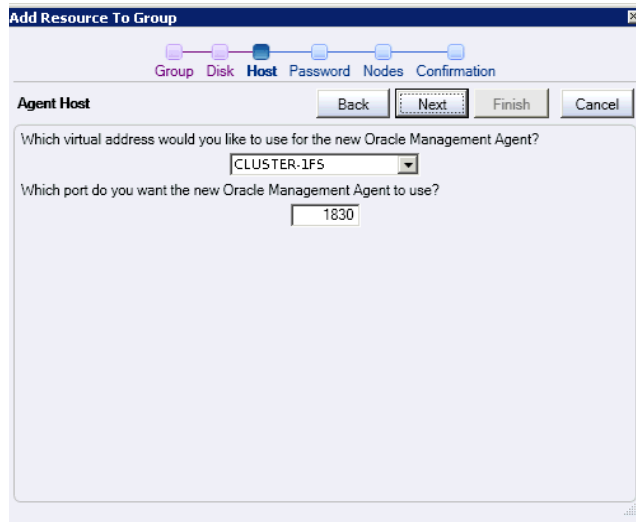 Add Resource To Group
Group Disk Host Password Nodes Confirmation
Agent Host Back Next Finish Cancel
Which virtual address would you like to use for the new Oracle Management Agent?
CLUSTER-1FS
Which port do you want the new Oracle Management Agent to use?
1830